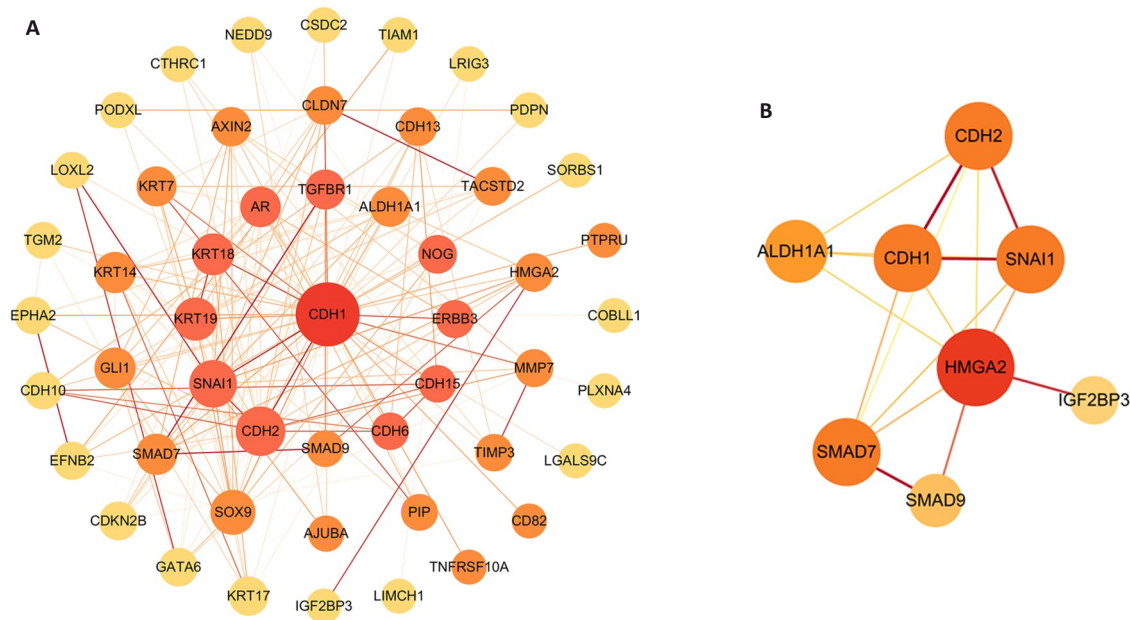 A
CSDC2
NEDD9
TIAM1
CTHRC1
LRIG3
PODXL
CLDN7
PDPN
AXIN2
CDH13
LOXL2
SORBS1
KRT7
TGFBR1
TACSTD2
AR
ALDH1A1
TGM2
PTPRU
KRT18
NOG
KRT14
HMGA2
EPHA2
KRT19
CDH1
ERBB3
COBLL1
GLI1
MMP7
SNAI1
CDH15
CDH10
PLXNA4
CDH2
CDH6
EFNB2
SMAD7
SMAD9
TIMP3
LGALS9C
CDKN2B
SOX9
PIP
CD82
AJUBA
GATA6
TNFRSF10A
KRT17
LIMCH1
IGF2BP3
B
CDH2
ALDH1A1
CDH1
SNAI1
HMGA2
IGF2BP3
SMAD7
SMAD9